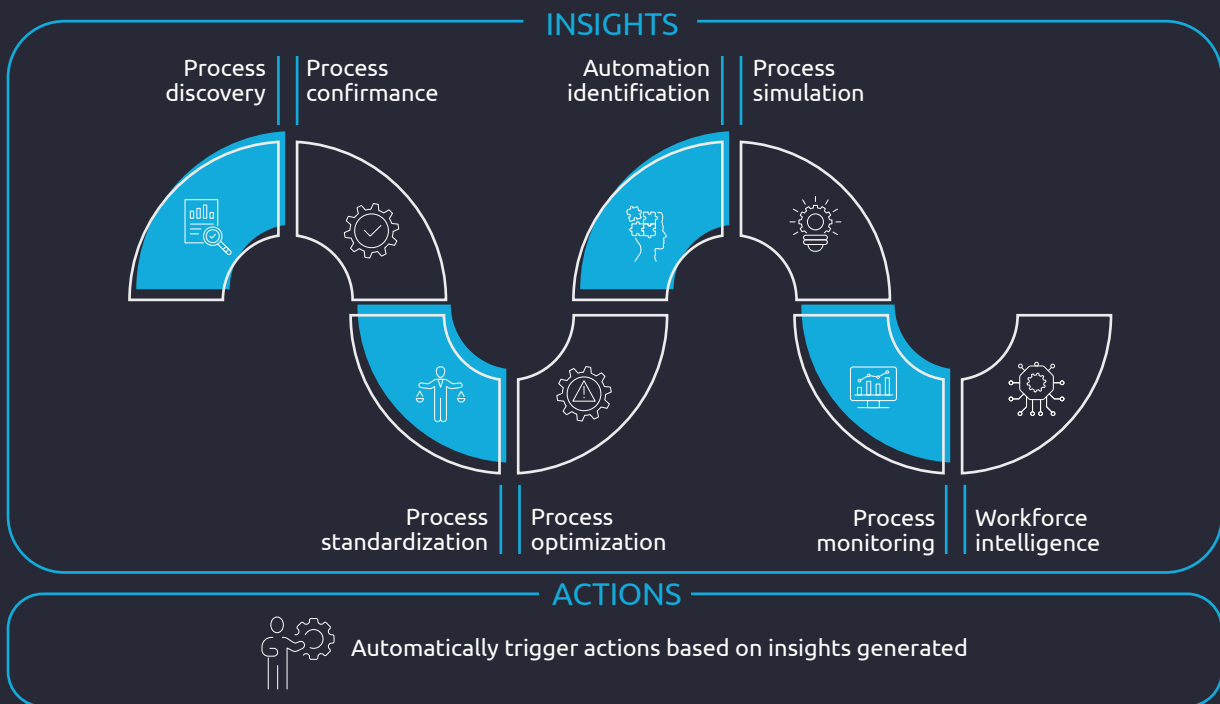 INSIGHTS
Process
discovery
Process
confirmance
Automation
identification
Process
simulation
Process
standardization
Process
optimization
Process
monitoring
Workforce
intelligence
ACTIONS
Automatically trigger actions based on insights generated